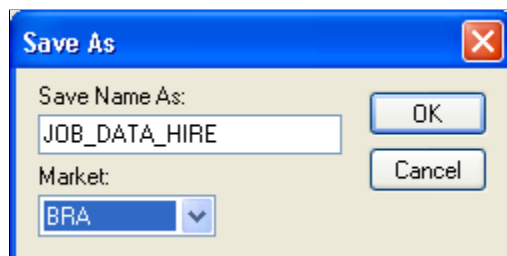 Save As
Save Name As:
JOB_DATA_HIRE
OK
Market:
Cancel
BRA